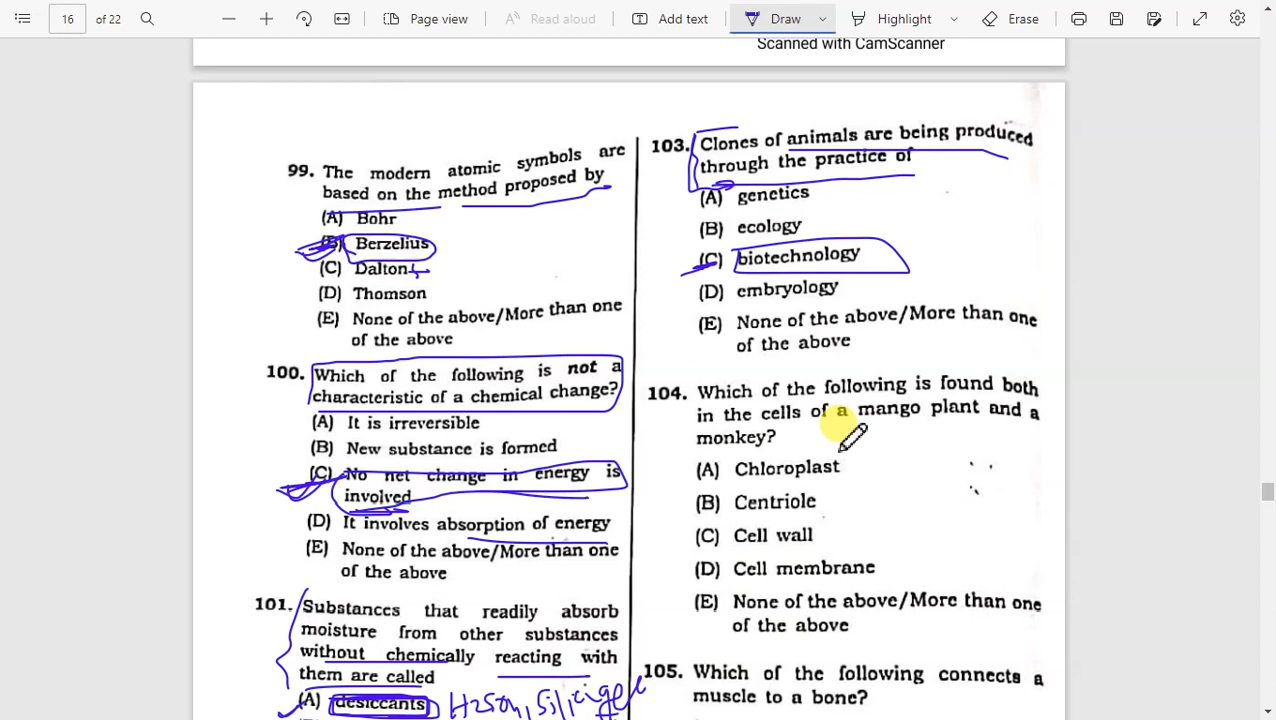 16 of 22
Page view
Read aloud
Add text
Draw
Highlight
Erase
Scanned with CamScanner
99. The modern atomic symbols are
based on the method proposed by
(A) Bohr
(B) Berzelius
(C) Dalton
(D) Thomson
(E) None of the above/More than one
of the above
100. Which of the following is not a
characteristic of a chemical change?
(A) It is irreversible
(B) New substance is formed
(C) No net change in energy is
involved
(D) It involves absorption of energy
(E) None of the above/More than one
of the above
101. Substances that readily absorb
moisture from other substances
without chemically reacting with
them are called
(A) desiccants
103. Clones of animals are being produced
through the practice of
(A) genetics
(B) ecology
(C) biotechnology
(D) embryology
(E) None of the above/More than one
of the above
104. Which of the following is found both
in the cells of a mango plant and a
monkey?
(A) Chloroplast
(B) Centriole
(C) Cell wall
(D) Cell membrane
(E) None of the above/More than one
of the above
105. Which of the following connects a
muscle to a bone?